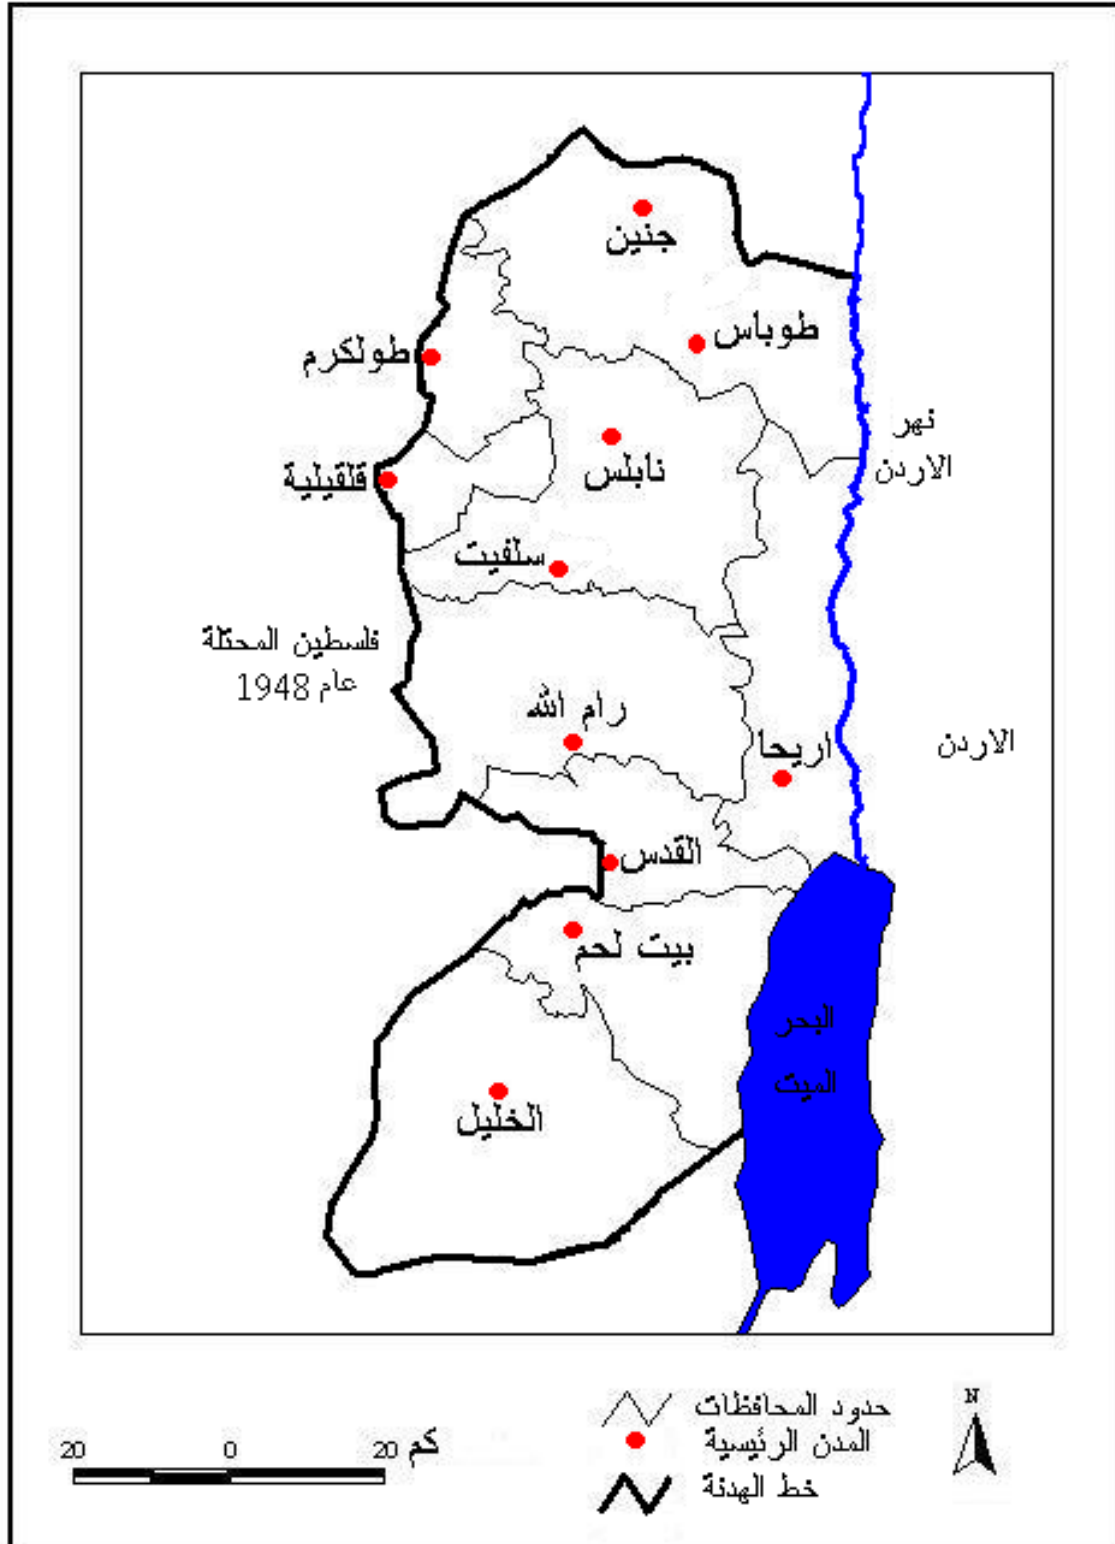 جنين
طوباس
طولكرم
نهر
الاردن
نابلس
قلقيلية
سلفيت
فلسطين المحتلة
عام 1948
رام الله
اريحا
الاردن
القدس
بيت لحم
البحر
الميت
الخليل
N
حدود المحافظات
المدن الرئيسية
خط الهدنة
20 0 20 كم